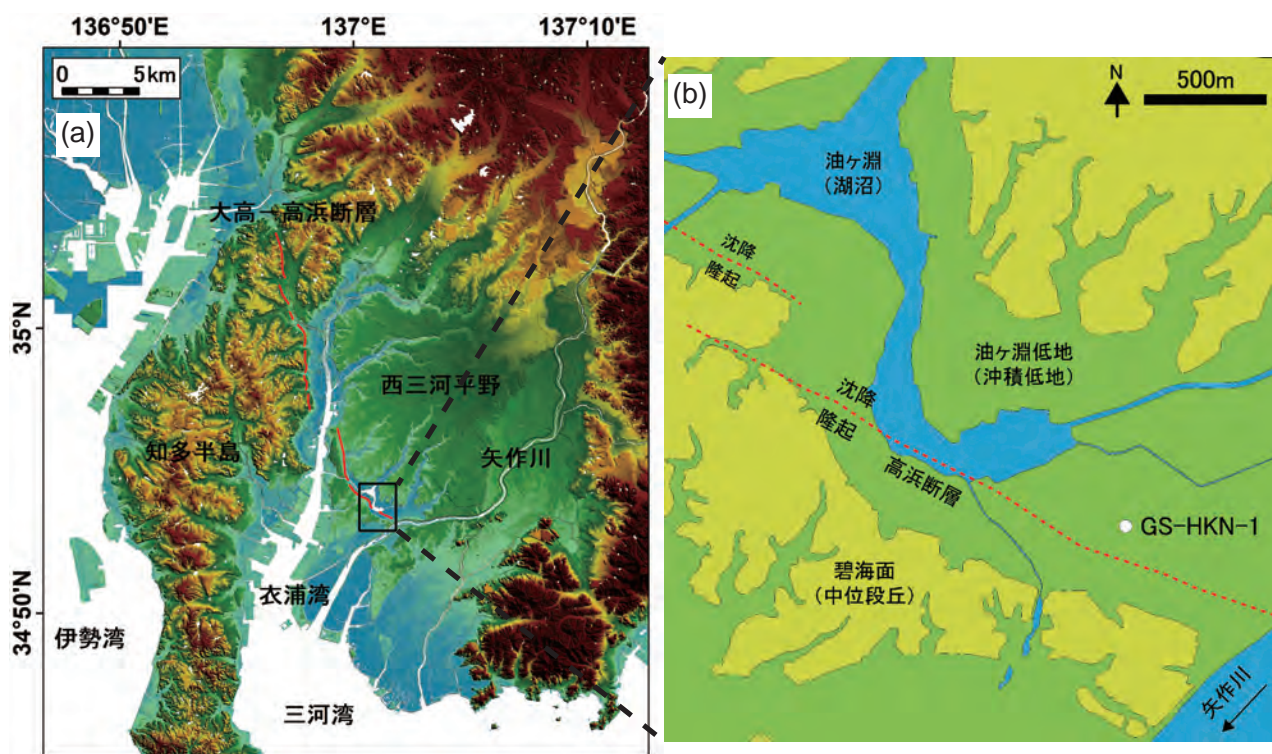 136°50'E
137°E
137°10'E
0 5km
(a)
大高－高浜断層
35°N
西三河平野
知多半島
矢作川
衣浦湾
34°50'N
伊勢湾
三河湾
(b)
N
500m
油ヶ淵
（湖沼）
沈降
隆起
油ヶ淵低地
（沖積低地）
沈降
隆起
高浜断層
GS-HKN-1
碧海面
（中位段丘）
矢作川